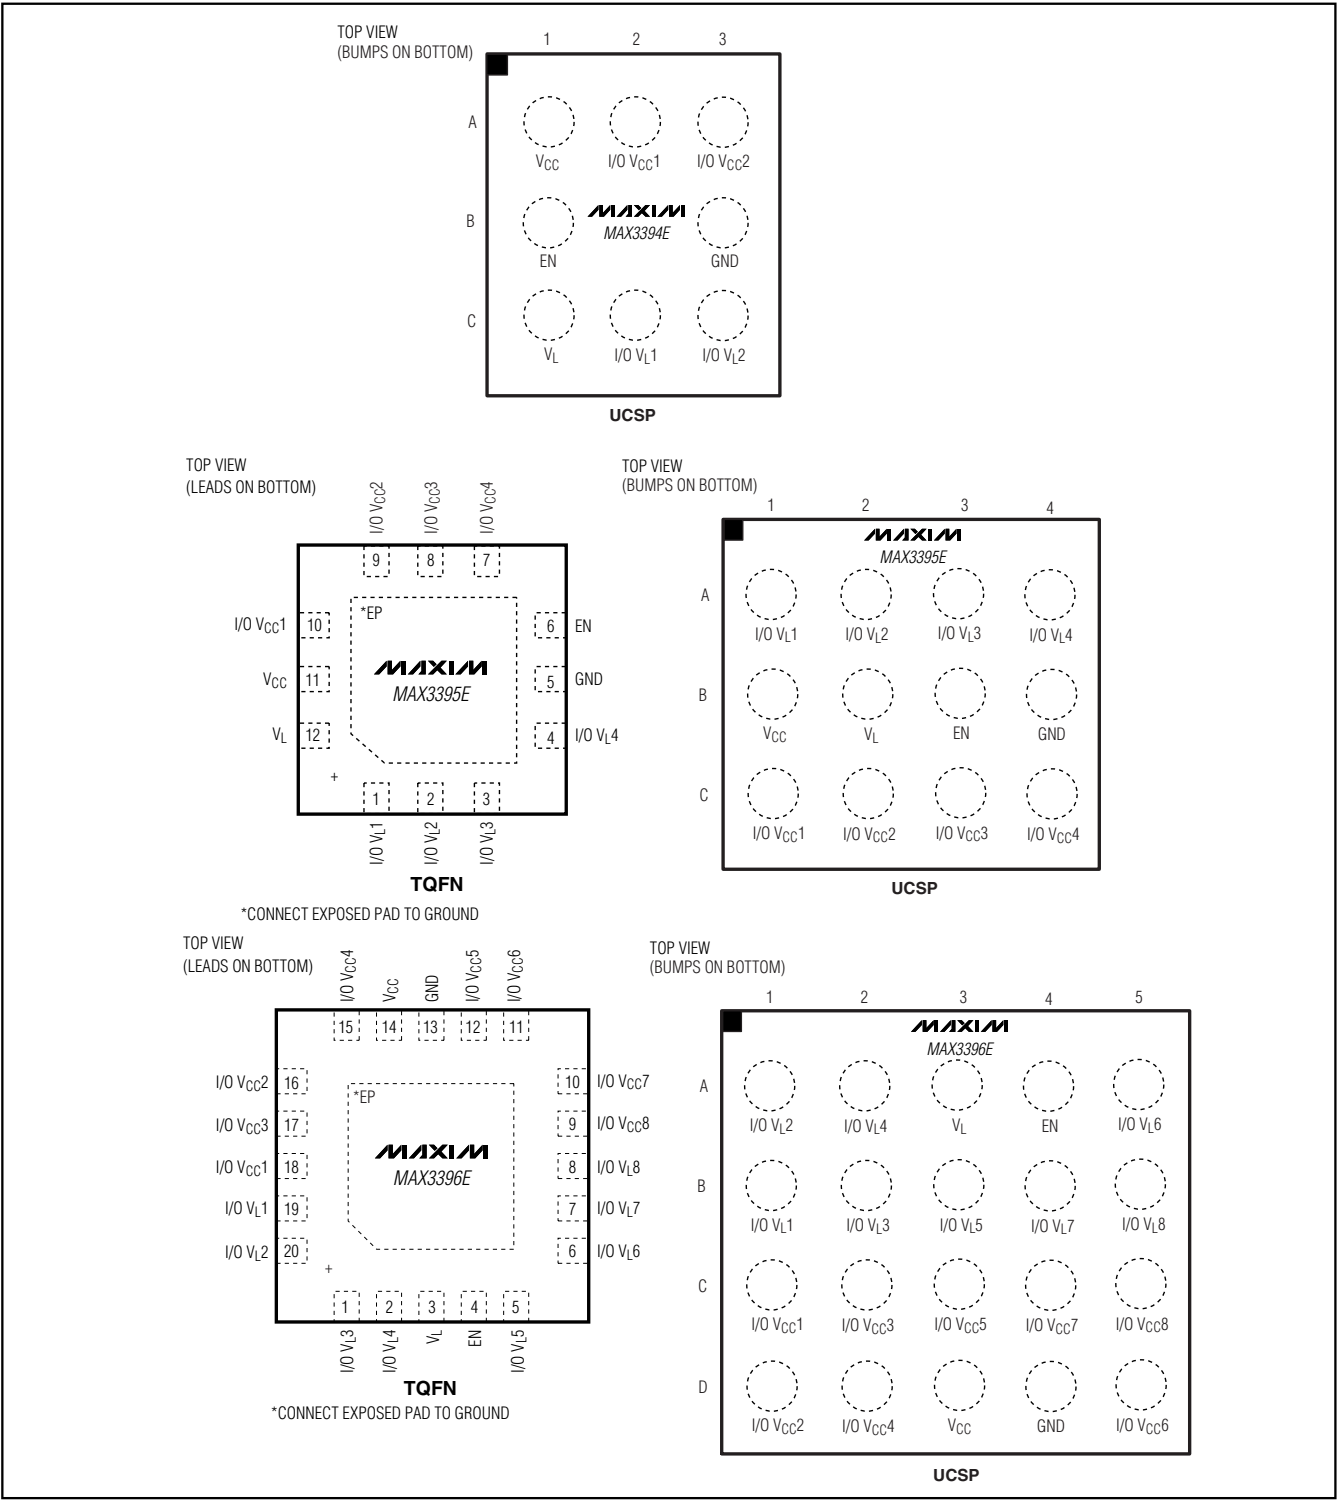 TOP VIEW
(BUMPS ON BOTTOM)
1 2 3
A
VCC I/O VCC1 I/O VCC2
B
MAXIM
MAX3394E
EN GND
C
VL I/O VL1 I/O VL2
UCSP
TOP VIEW
(LEADS ON BOTTOM)
I/O VCC2 I/O VCC3 I/O VCC4
9 8 7
*EP
I/O VCC1 10 6 EN
MAXIM
MAX3395E
VCC 11 5 GND
VL 12 4 I/O VL4
+
1 2 3
I/O VL1 I/O VL2 I/O VL3
TQFN
*CONNECT EXPOSED PAD TO GROUND
TOP VIEW
(BUMPS ON BOTTOM)
1 2 3 4
MAXIM
MAX3395E
A
I/O VL1 I/O VL2 I/O VL3 I/O VL4
B
VCC VL EN GND
C
I/O VCC1 I/O VCC2 I/O VCC3 I/O VCC4
UCSP
TOP VIEW
(LEADS ON BOTTOM)
I/O VCC4 VCC GND I/O VCC5 I/O VCC6
15 14 13 12 11
I/O VCC2 16 10 I/O VCC7
*EP
I/O VCC3 17 9 I/O VCC8
MAXIM
MAX3396E
I/O VCC1 18 8 I/O VL8
I/O VL1 19 7 I/O VL7
I/O VL2 20 6 I/O VL6
+
1 2 3 4 5
I/O VL3 I/O VL4 VL EN I/O VL5
TQFN
*CONNECT EXPOSED PAD TO GROUND
TOP VIEW
(BUMPS ON BOTTOM)
1 2 3 4 5
MAXIM
MAX3396E
A
I/O VL2 I/O VL4 VL EN I/O VL6
B
I/O VL1 I/O VL3 I/O VL5 I/O VL7 I/O VL8
C
I/O VCC1 I/O VCC3 I/O VCC5 I/O VCC7 I/O VCC8
D
I/O VCC2 I/O VCC4 VCC GND I/O VCC6
UCSP